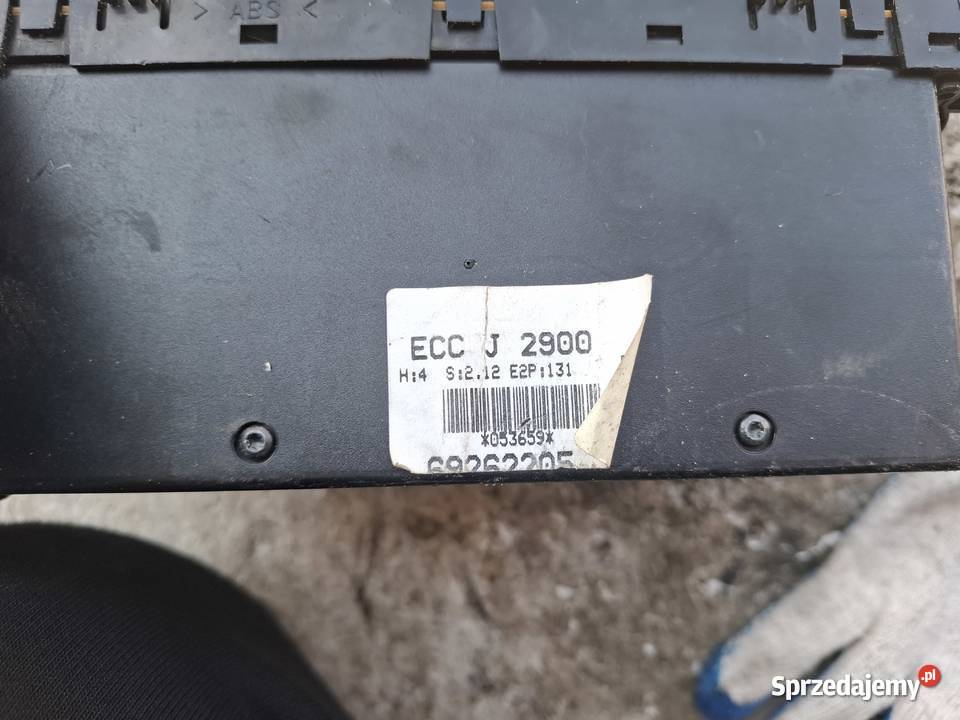 > ABS <
ECC J 2900
H:4 S:2.12 E2P:131
*053659*
69262205
Sprzedajemy.pl